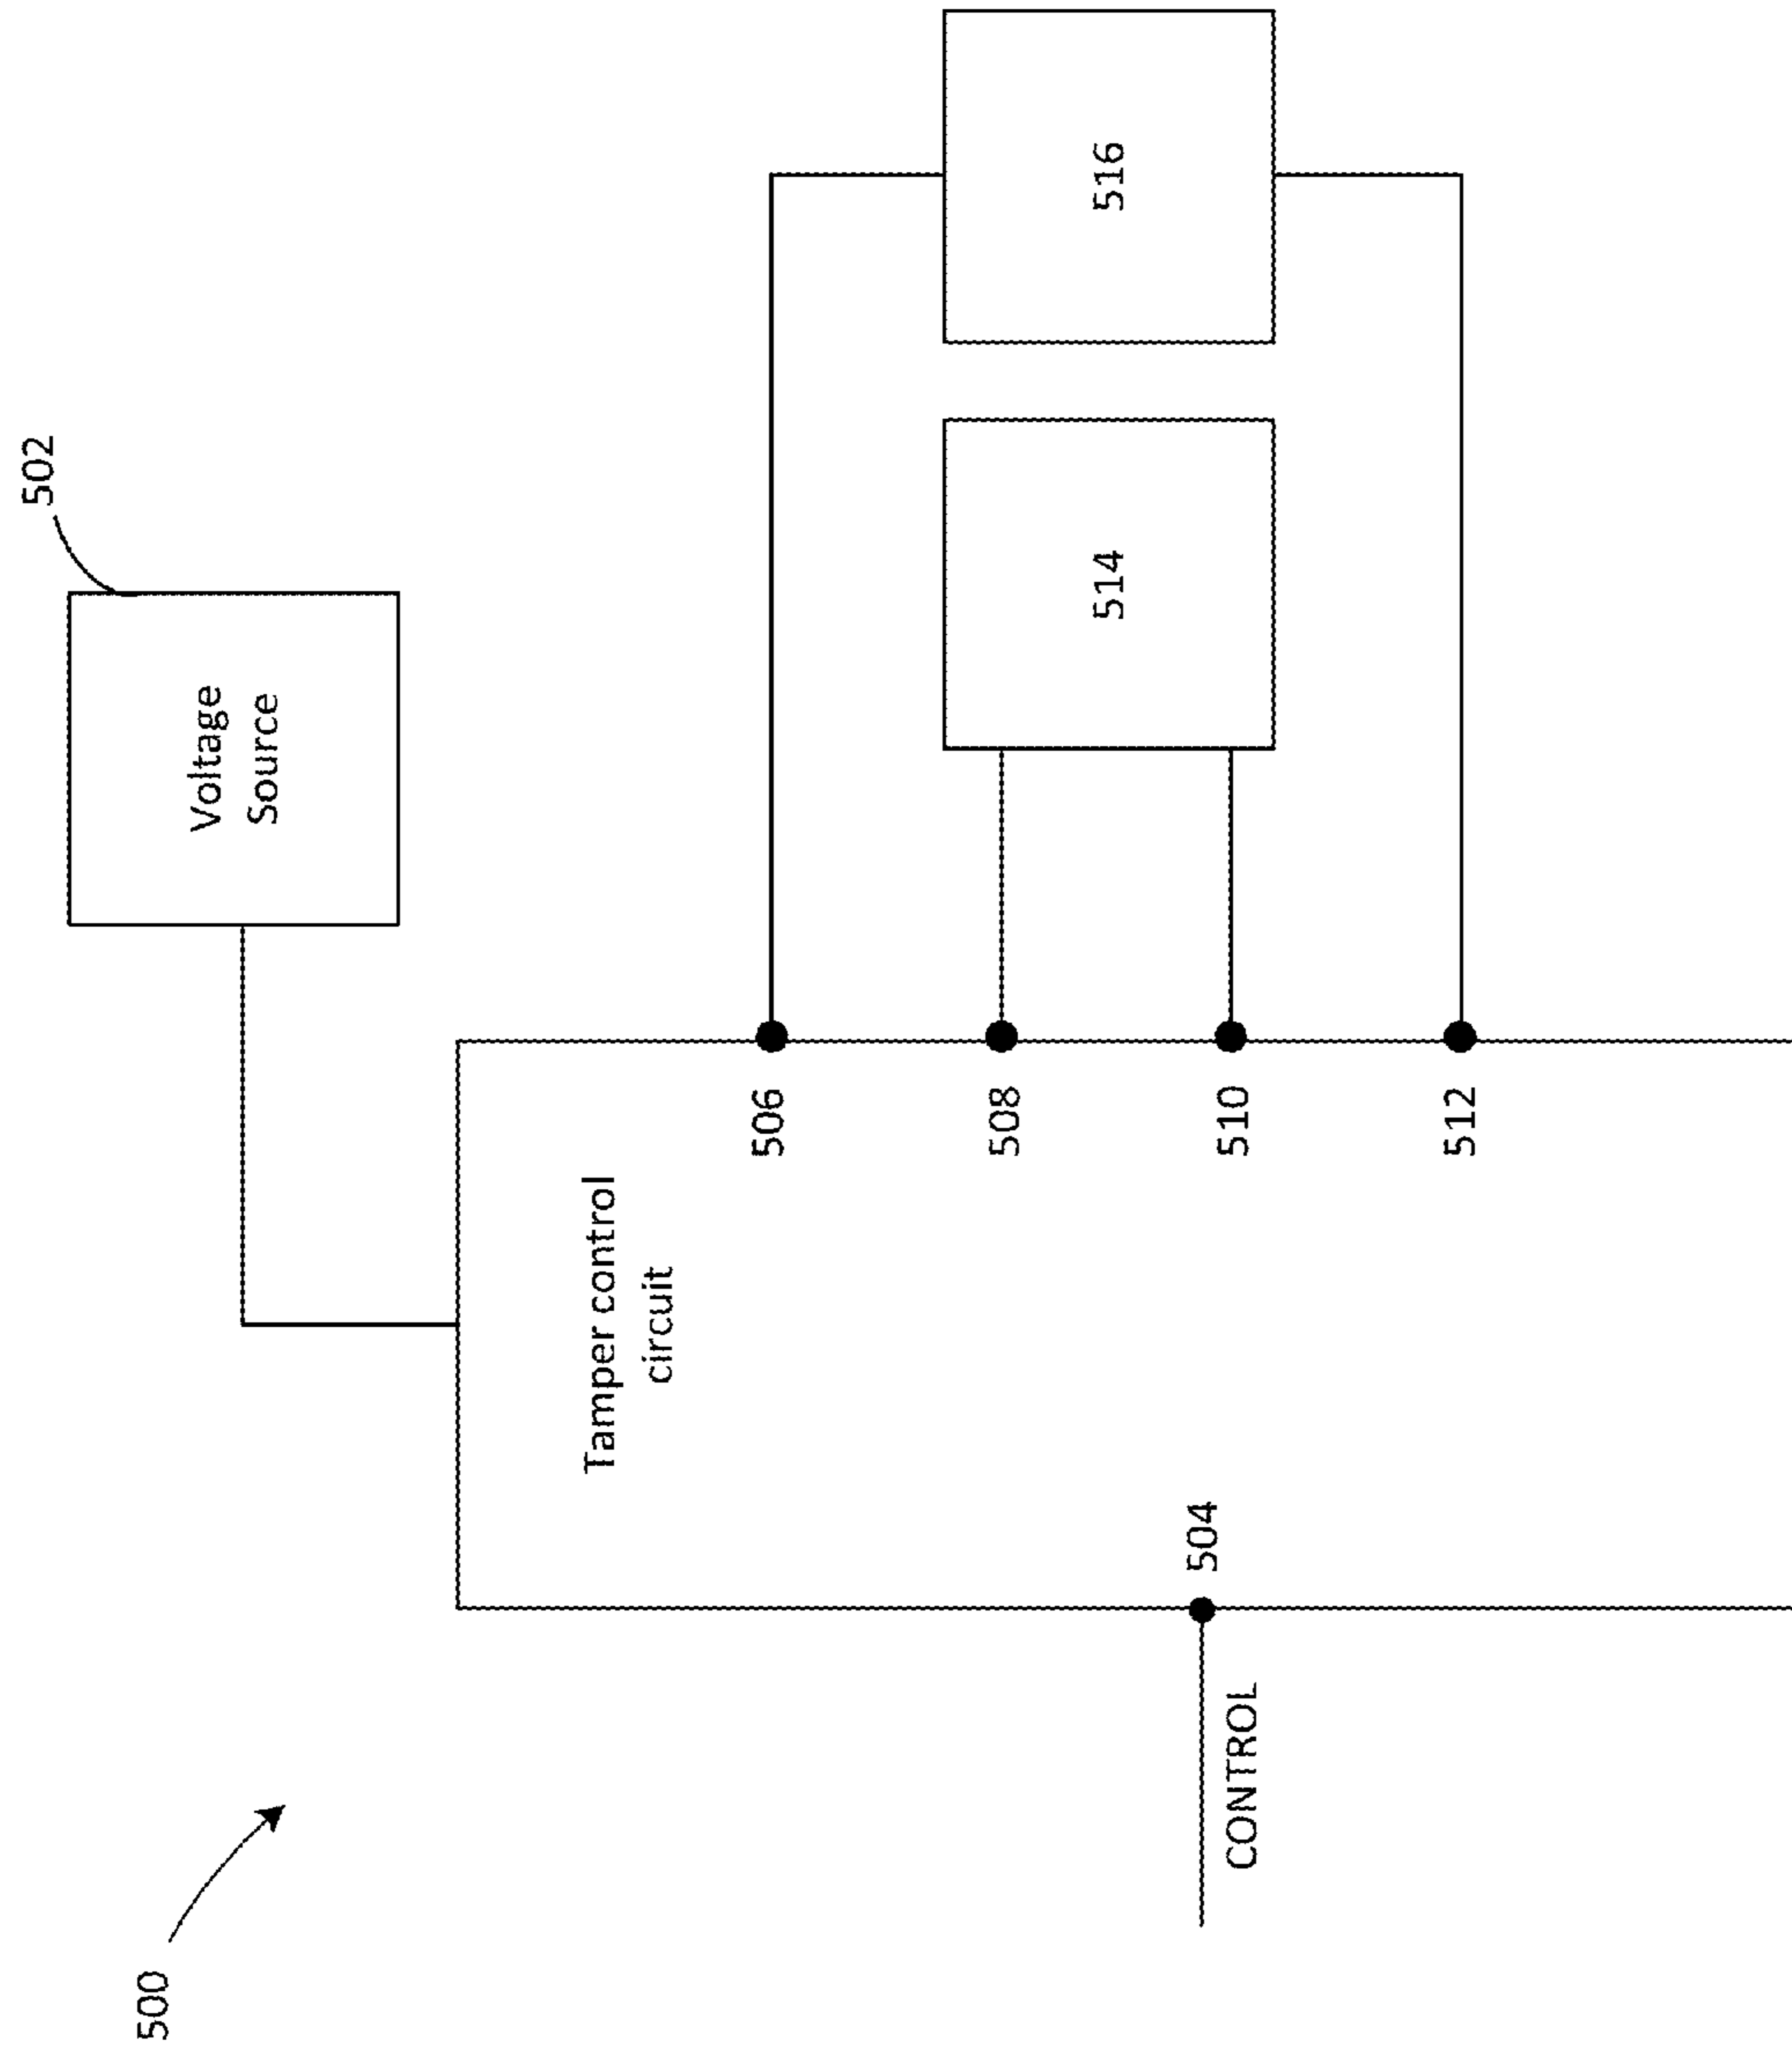 500
502
Voltage
Source
Tamper control
circuit
506
508
510
512
504
CONTROL
514
516